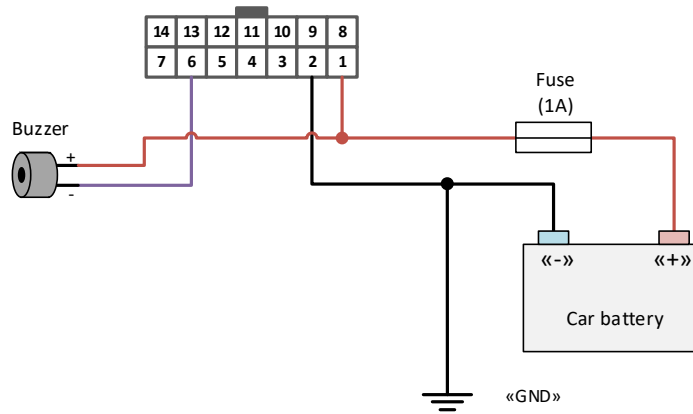 14 13 12 11 10 9 8
7 6 5 4 3 2 1
Fuse
(1A)
Buzzer
+
-
«-» «+»
Car battery
«GND»